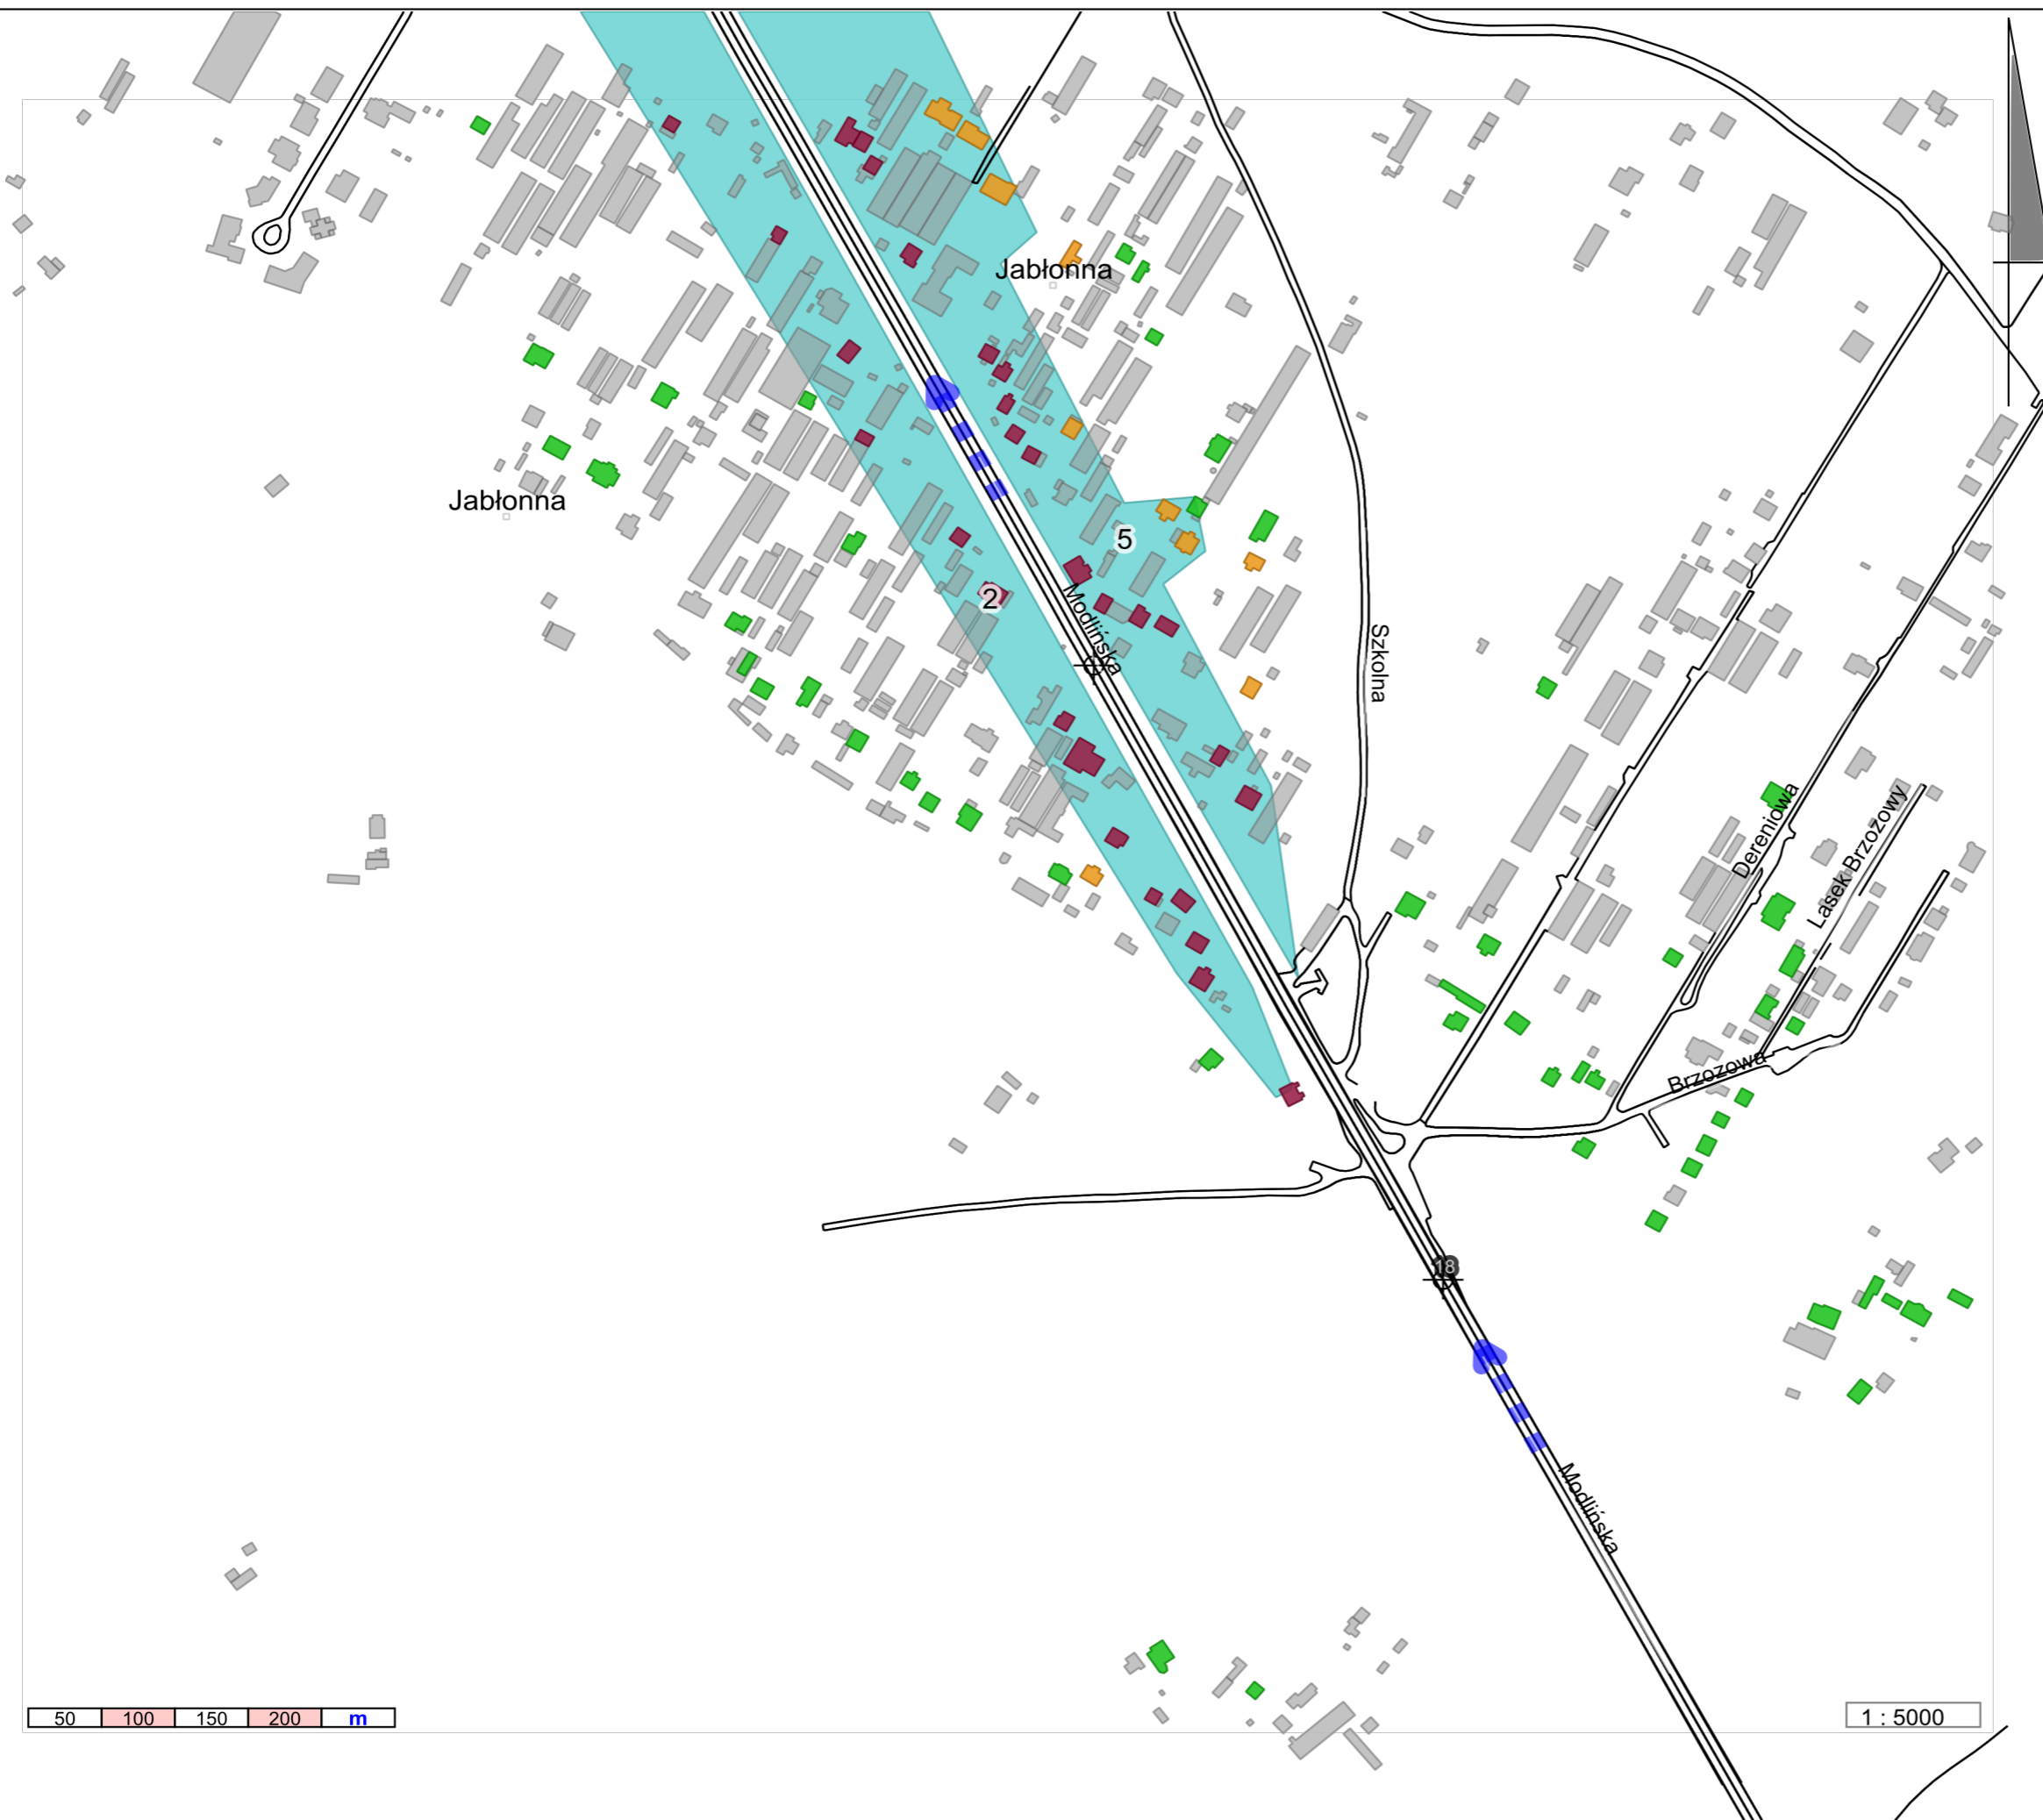 Jabłonna
Jabłonna
5
2
Modlińska
Szkolna
Dereniowa
Lasek Brzozowy
Brzozowa
18
Modlińska
50 100 150 200 m
1 : 5000